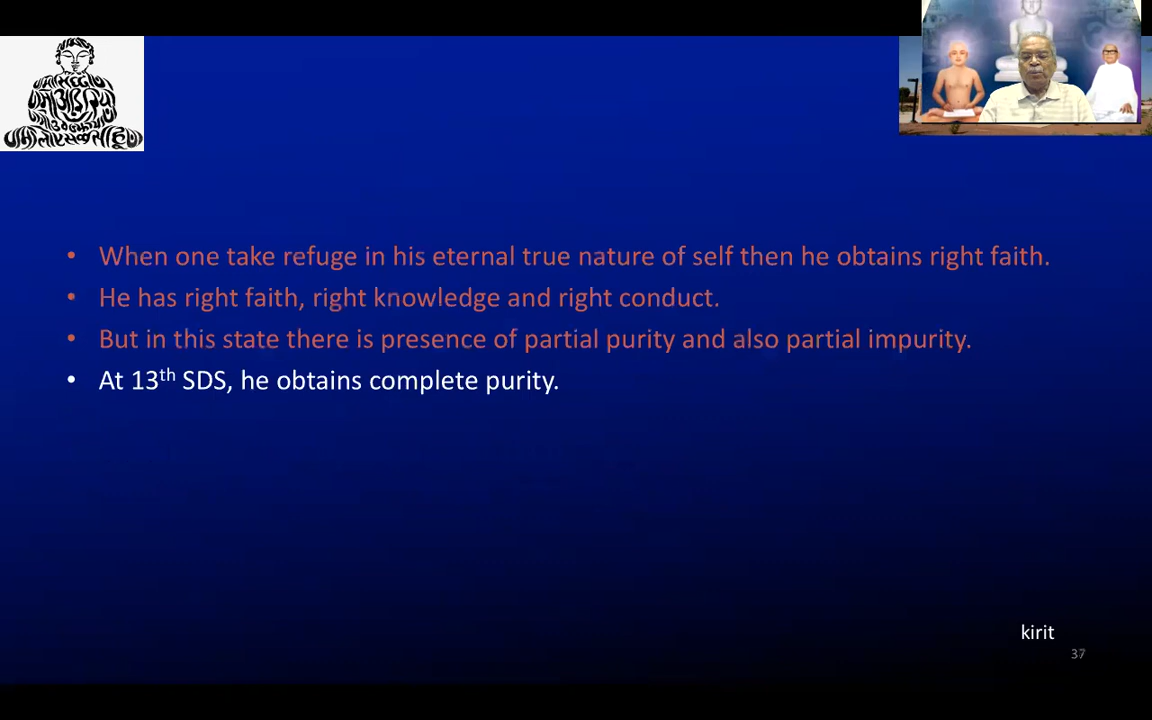 • When one take refuge in his eternal true nature of self then he obtains right faith.
• He has right faith, right knowledge and right conduct.
• But in this state there is presence of partial purity and also partial impurity.
• At 13th SDS, he obtains complete purity.
kirit
37